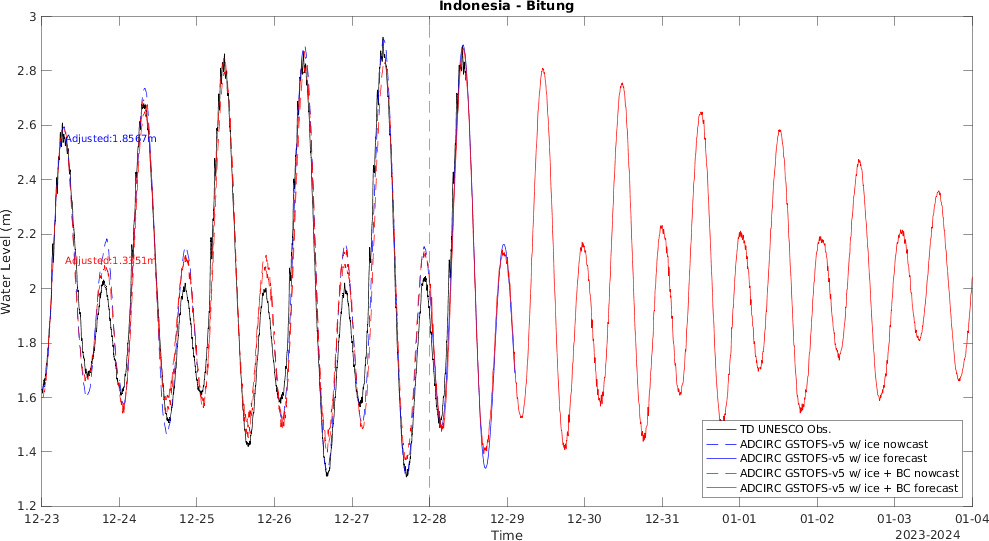 Indonesia - Bitung
3
2.8
2.6
2.4
2.2
2
1.8
1.6
1.4
1.2
Water Level (m)
Adjusted:1.8567m
Adjusted:1.3351m
TD UNESCO Obs.
ADCIRC GSTOFS-v5 w/ ice nowcast
ADCIRC GSTOFS-v5 w/ ice forecast
ADCIRC GSTOFS-v5 w/ ice + BC nowcast
ADCIRC GSTOFS-v5 w/ ice + BC forecast
12-23 12-24 12-25 12-26 12-27 12-28 12-29 12-30 12-31 01-01 01-02 01-03 01-04
Time
2023-2024